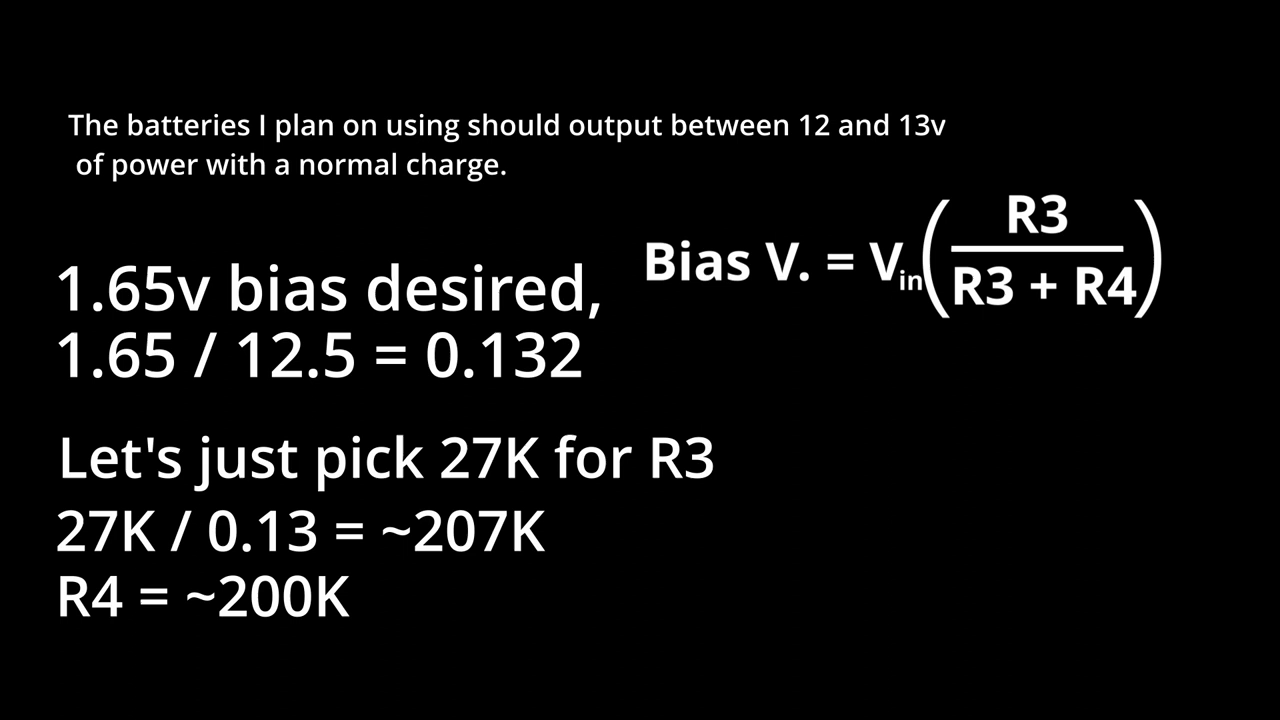 The batteries I plan on using should output between 12 and 13v
of power with a normal charge.
1.65v bias desired,
1.65 / 12.5 = 0.132
Bias V. = Vin(R3 / R3 + R4)
Let's just pick 27K for R3
27K / 0.13 = ~207K
R4 = ~200K